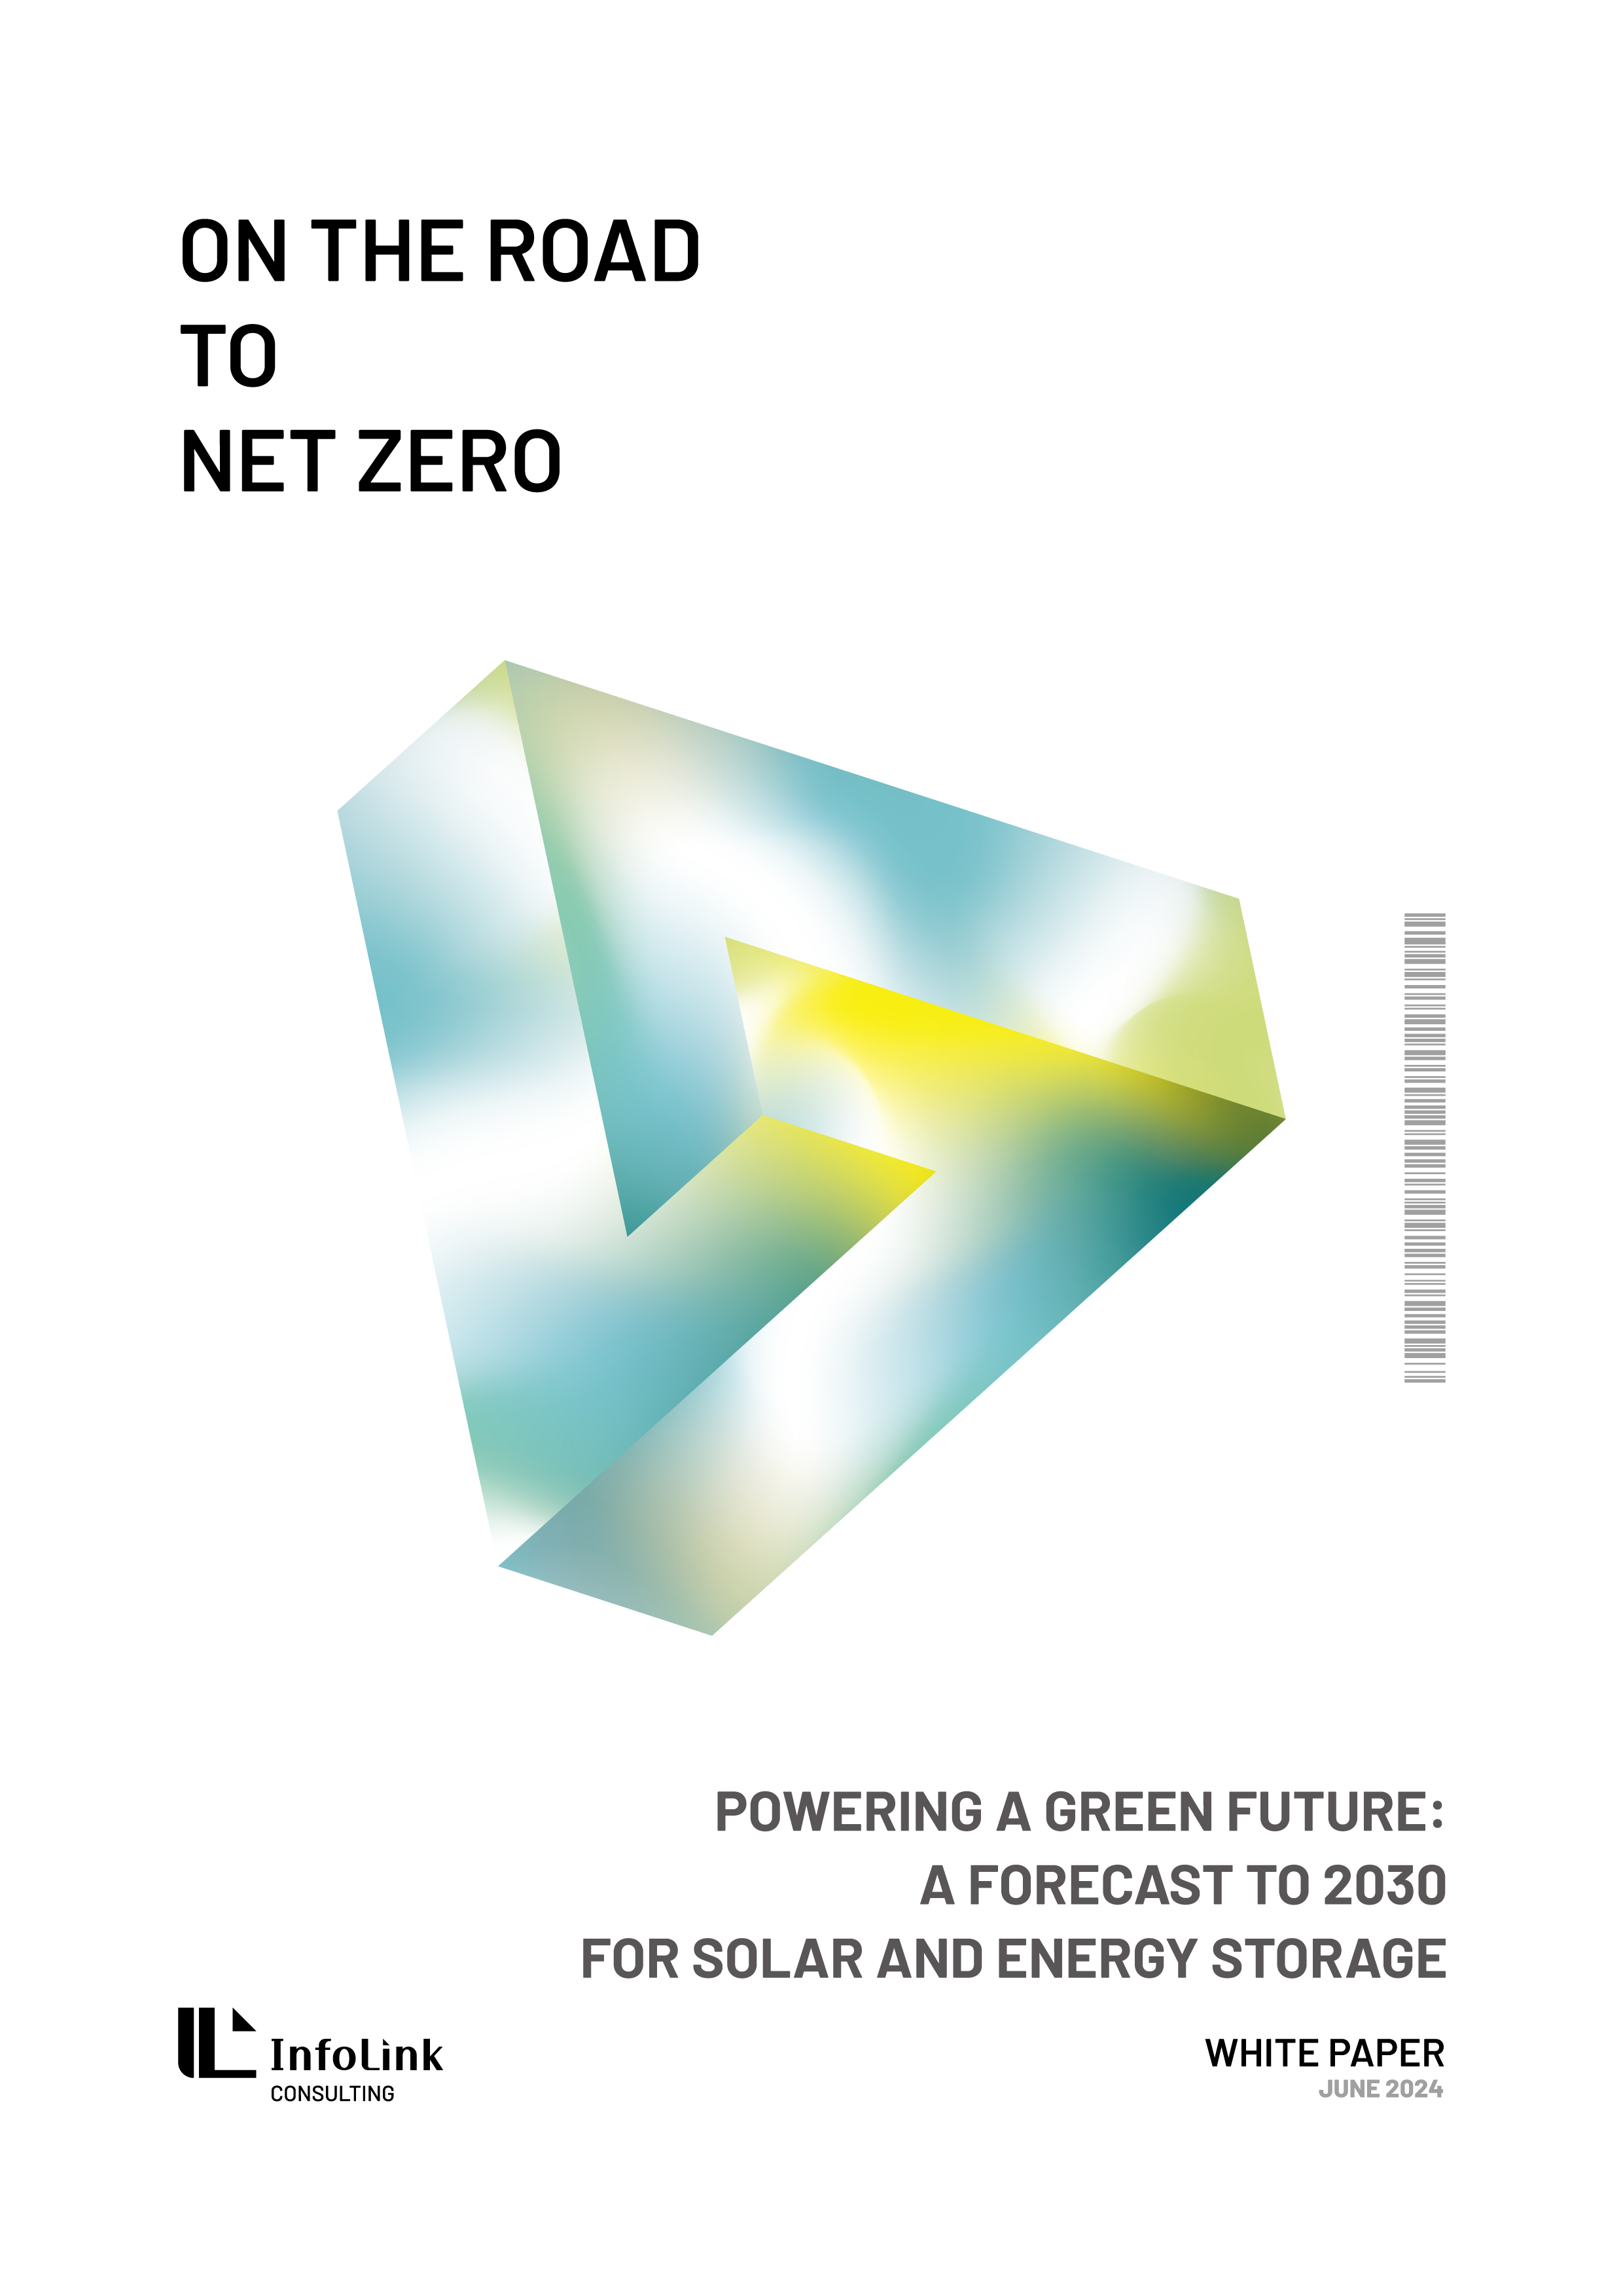 ON THE ROAD
TO
NET ZERO
POWERING A GREEN FUTURE:
A FORECAST TO 2030
FOR SOLAR AND ENERGY STORAGE
InfoLink
CONSULTING
WHITE PAPER
JUNE 2024